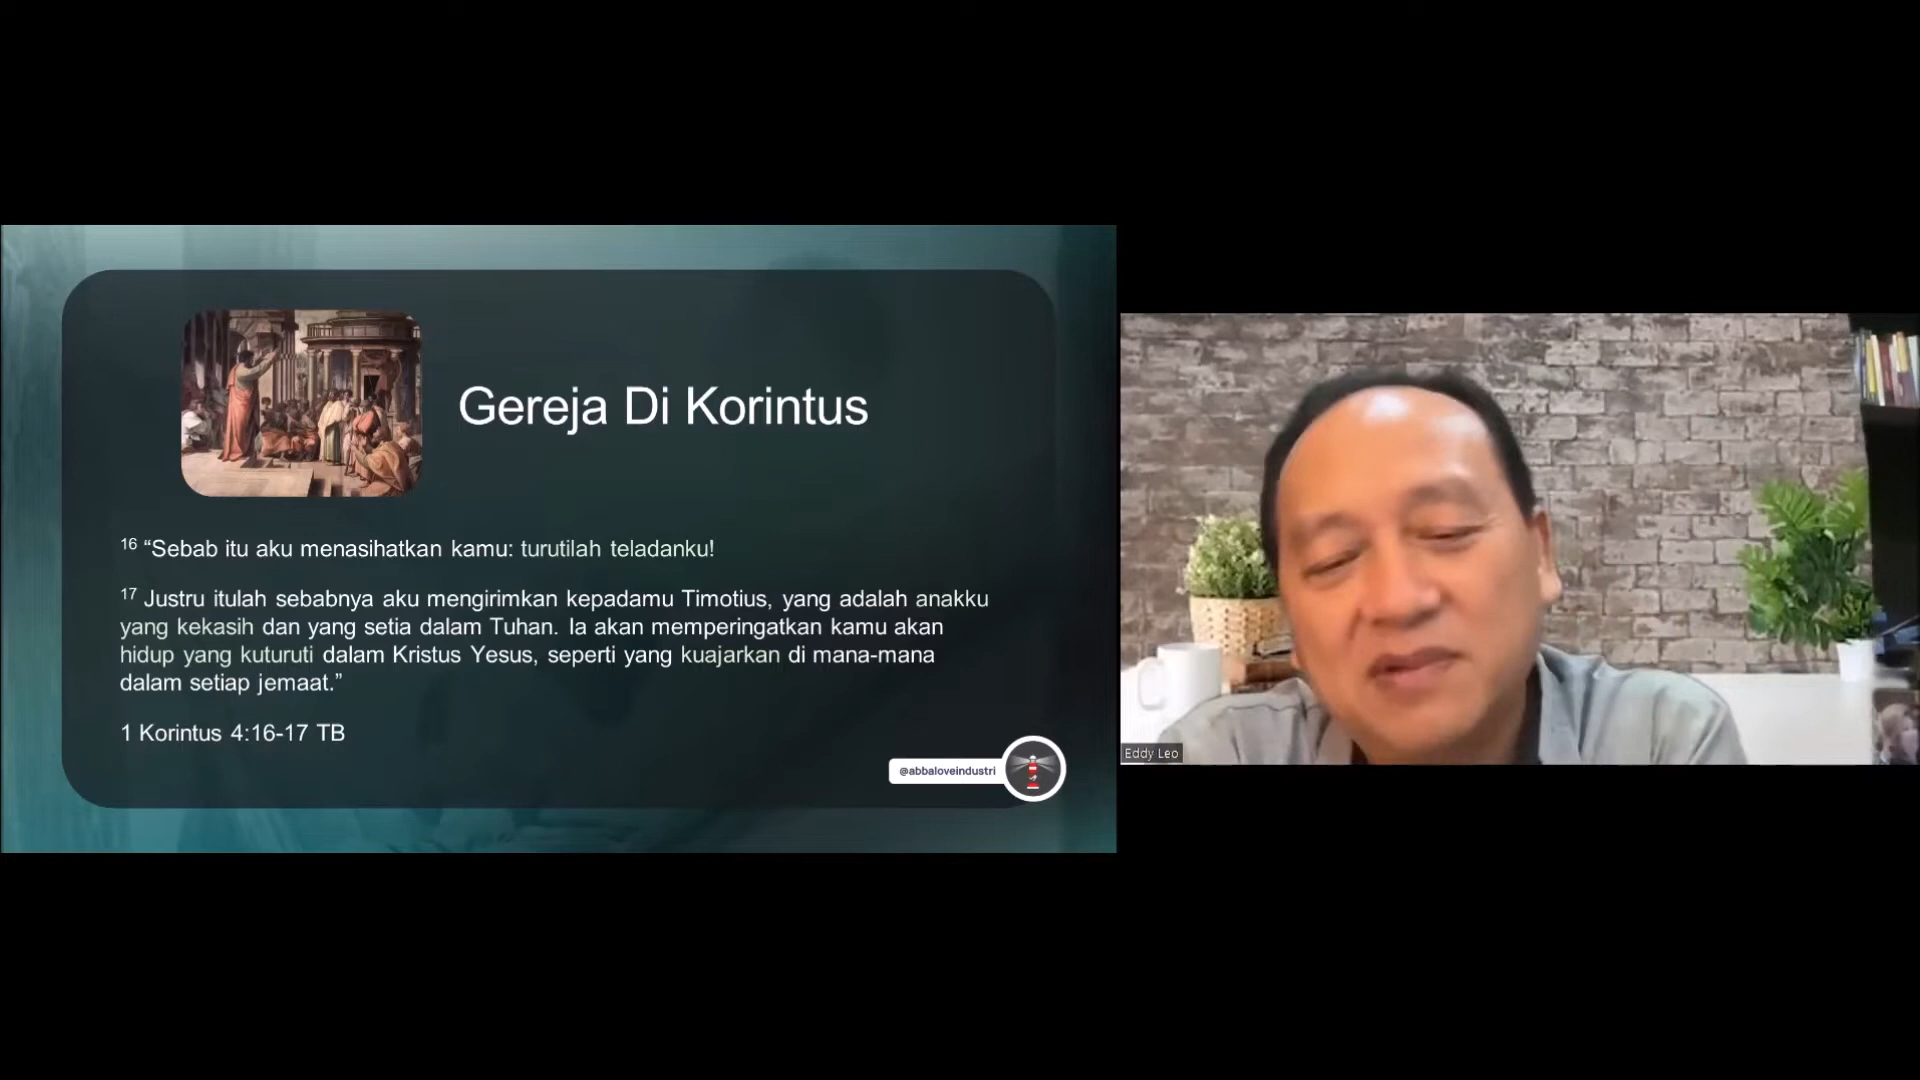 Gereja Di Korintus
16 “Sebab itu aku menasihatkan kamu: turutilah teladanku!
17 Justru itulah sebabnya aku mengirimkan kepadamu Timotius, yang adalah anakku
yang kekasih dan yang setia dalam Tuhan. Ia akan memperingatkan kamu akan
hidup yang kuturuti dalam Kristus Yesus, seperti yang kuajarkan di mana-mana
dalam setiap jemaat.”
1 Korintus 4:16-17 TB
@abbaloveindustri
Eddy Leo